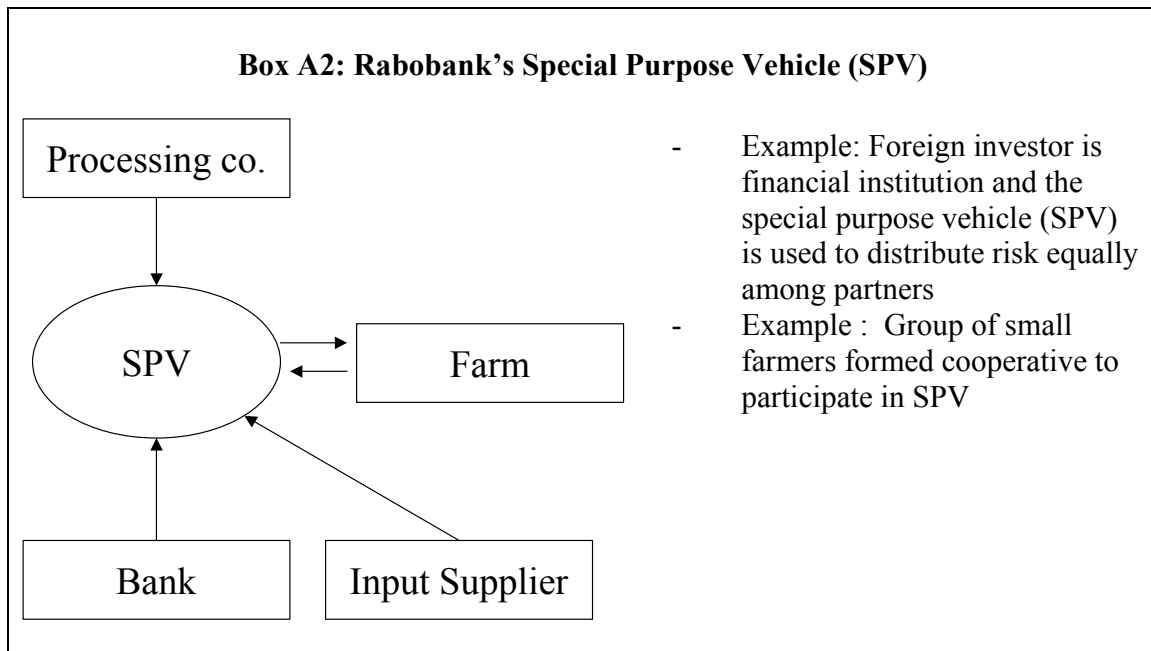 Box A2: Rabobank’s Special Purpose Vehicle (SPV)
Processing co.
SPV
Farm
Bank
Input Supplier
- Example: Foreign investor is
financial institution and the
special purpose vehicle (SPV)
is used to distribute risk equally
among partners
- Example : Group of small
farmers formed cooperative to
participate in SPV